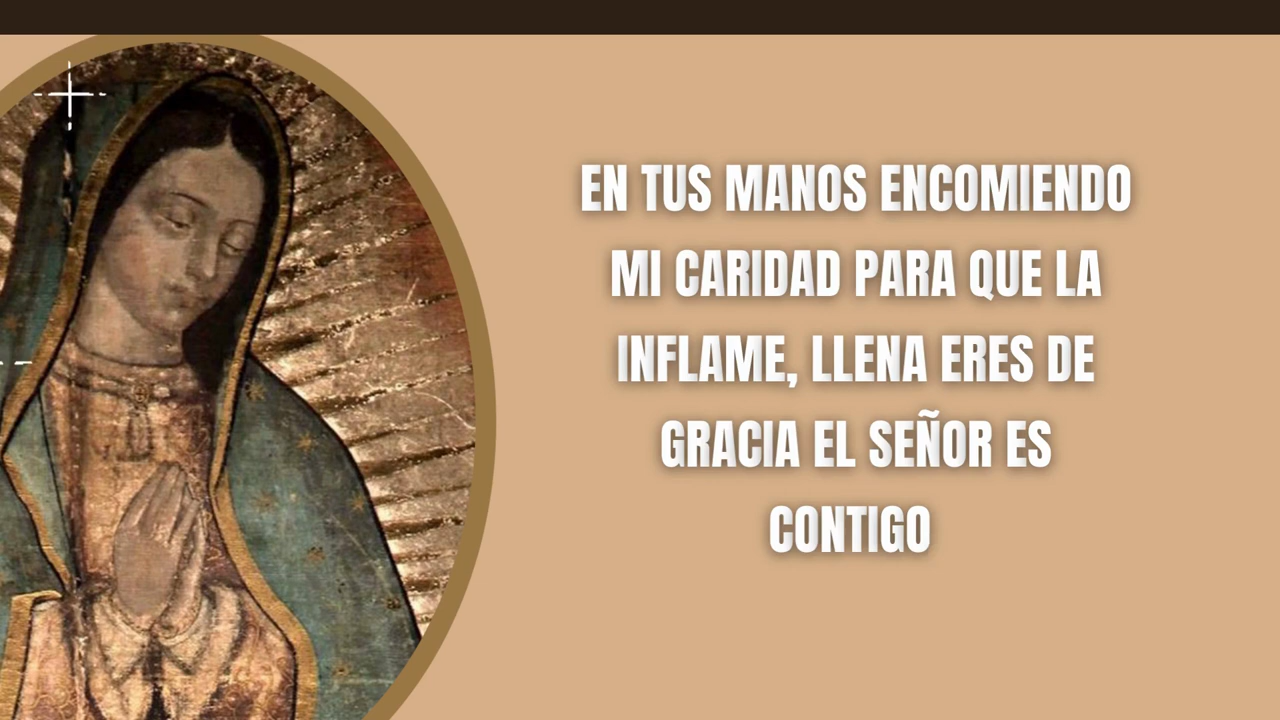 EN TUS MANOS ENCOMIENDO
MI CARIDAD PARA QUE LA
INFLAME, LLENA ERES DE
GRACIA EL SEÑOR ES
CONTIGO